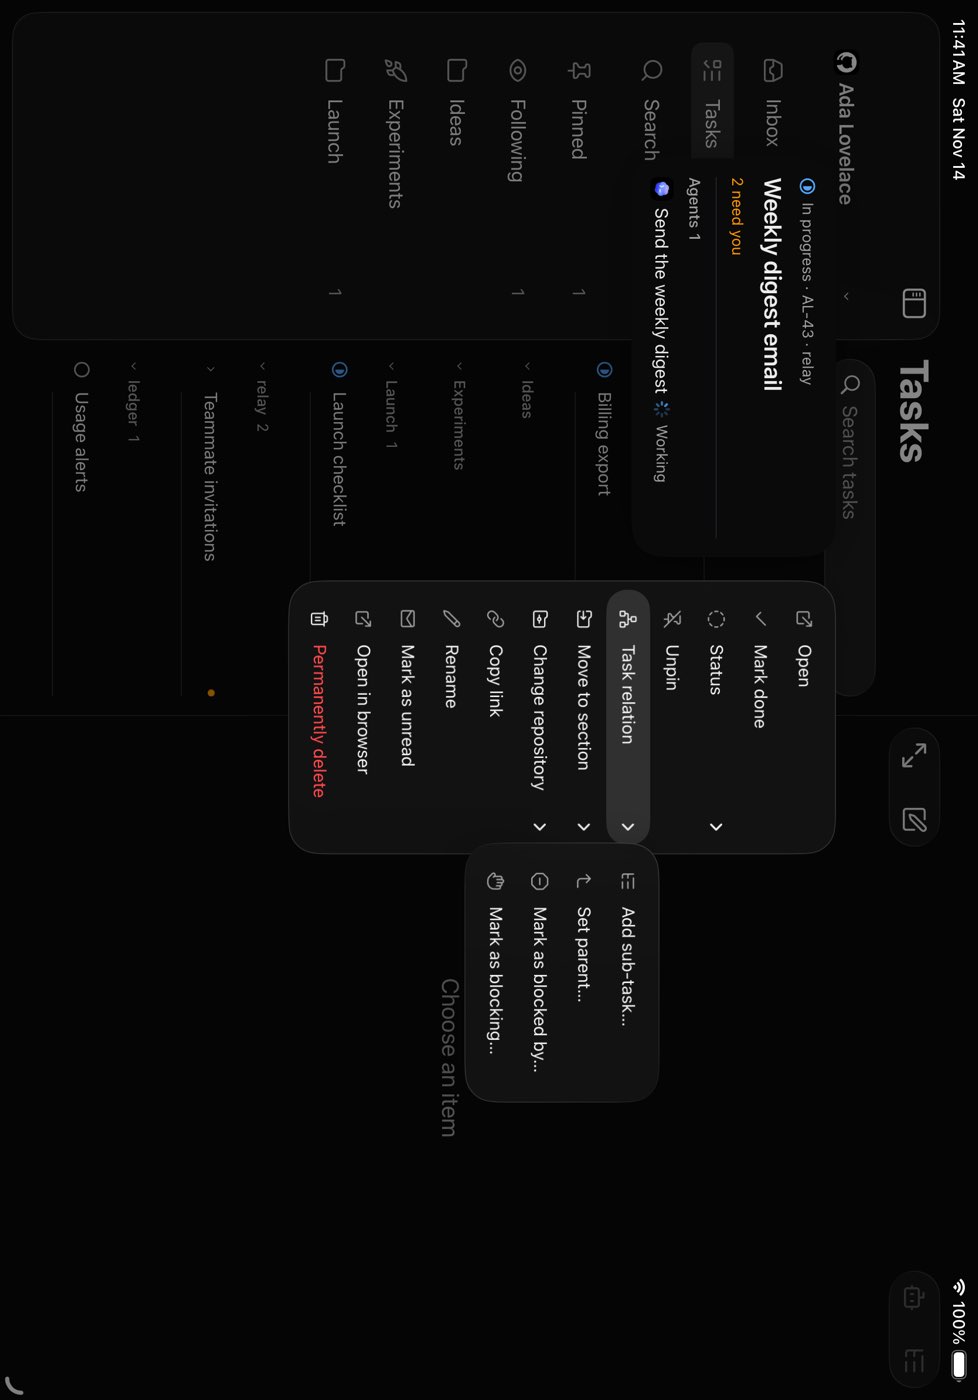 11:41 AM Sat Nov 14
100%
Tasks
Search tasks
Ada Lovelace
Inbox
Tasks
Search
Pinned 1
Following 1
Ideas
Experiments
Launch 1
In progress · AL-43 · relay
Weekly digest email
2 need you
Agents 1
Send the weekly digest Working
Billing export
Ideas
Experiments
Launch 1
Launch checklist
relay 2
Teammate invitations
ledger 1
Usage alerts
Open
Mark done
Status
Unpin
Task relation
Move to section
Change repository
Copy link
Rename
Mark as unread
Open in browser
Permanently delete
Add sub-task...
Set parent...
Mark as blocked by...
Mark as blocking...
Choose an item